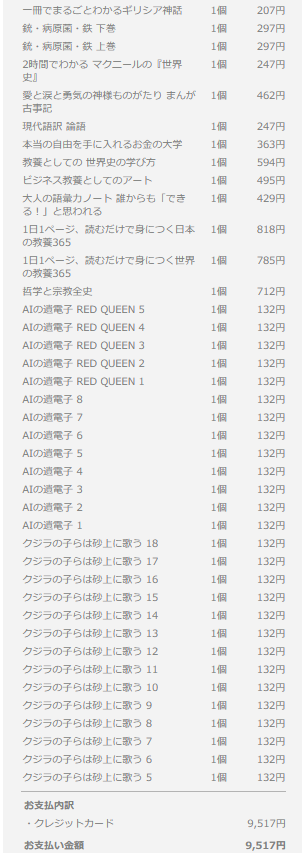 一冊でまるごとわかるギリシア神話 1個 207円
銃・病原菌・鉄 下巻 1個 297円
銃・病原菌・鉄 上巻 1個 297円
2時間でわかる マクニールの『世界 1個 247円
史』
愛と涙と勇気の神様ものがたり まんが 1個 462円
古事記
現代語訳 論語 1個 247円
本当の自由を手に入れるお金の大学 1個 363円
教養としての 世界史の学び方 1個 594円
ビジネス教養としてのアート 1個 495円
大人の語彙力ノート 誰からも「でき 1個 429円
る!」と思われる
1日1ページ、読むだけで身につく日本 1個 818円
の教養365
1日1ページ、読むだけで身につく世界 1個 785円
の教養365
哲学と宗教全史 1個 712円
AIの遺電子 RED QUEEN 5 1個 132円
AIの遺電子 RED QUEEN 4 1個 132円
AIの遺電子 RED QUEEN 3 1個 132円
AIの遺電子 RED QUEEN 2 1個 132円
AIの遺電子 RED QUEEN 1 1個 132円
AIの遺電子 8 1個 132円
AIの遺電子 7 1個 132円
AIの遺電子 6 1個 132円
AIの遺電子 5 1個 132円
AIの遺電子 4 1個 132円
AIの遺電子 3 1個 132円
AIの遺電子 2 1個 132円
AIの遺電子 1 1個 132円
クジラの子らは砂上に歌う 18 1個 132円
クジラの子らは砂上に歌う 17 1個 132円
クジラの子らは砂上に歌う 16 1個 132円
クジラの子らは砂上に歌う 15 1個 132円
クジラの子らは砂上に歌う 14 1個 132円
クジラの子らは砂上に歌う 13 1個 132円
クジラの子らは砂上に歌う 12 1個 132円
クジラの子らは砂上に歌う 11 1個 132円
クジラの子らは砂上に歌う 10 1個 132円
クジラの子らは砂上に歌う 9 1個 132円
クジラの子らは砂上に歌う 8 1個 132円
クジラの子らは砂上に歌う 7 1個 132円
クジラの子らは砂上に歌う 6 1個 132円
クジラの子らは砂上に歌う 5 1個 132円
お支払内訳
・クレジットカード 9,517円
お支払い金額 9,517円